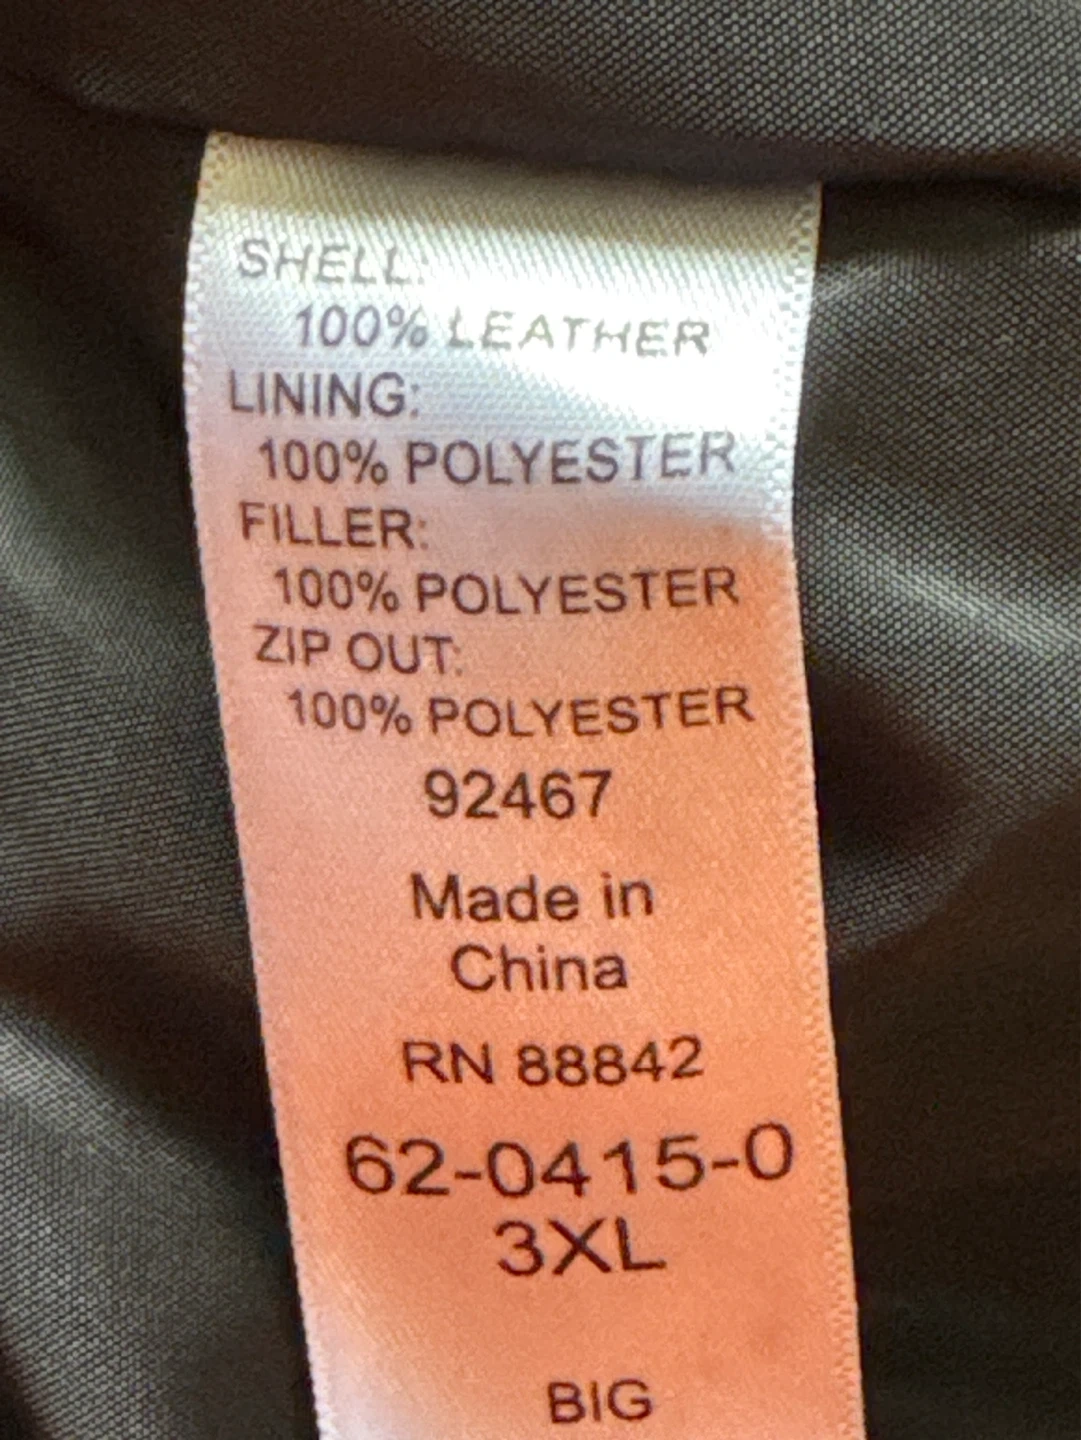 SHELL:
100% LEATHER
LINING:
100% POLYESTER
FILLER:
100% POLYESTER
ZIP OUT:
100% POLYESTER
92467
Made in
China
RN 88842
62-0415-0
3XL
BIG